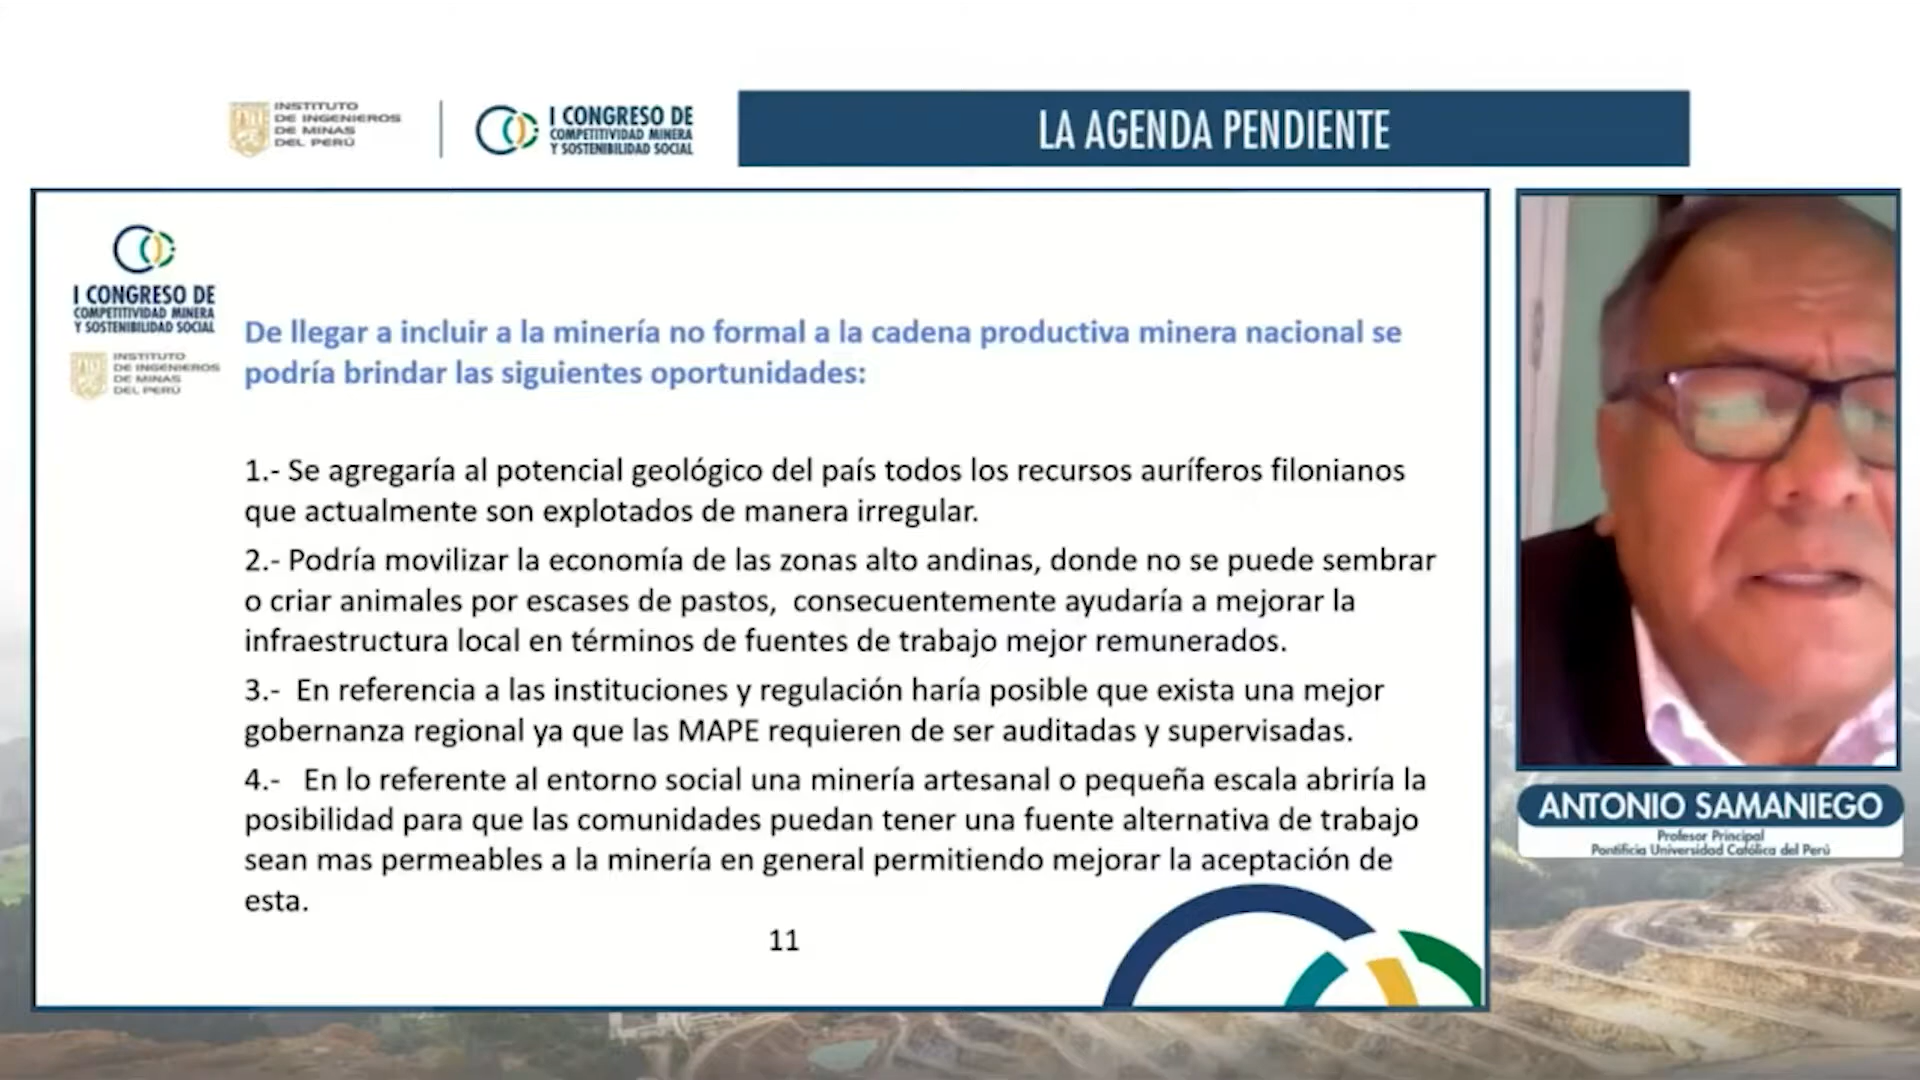 INSTITUTO
DE INGENIEROS
DE MINAS
DEL PERÚ
I CONGRESO DE
COMPETITIVIDAD MINERA
Y SOSTENIBILIDAD SOCIAL
LA AGENDA PENDIENTE
I CONGRESO DE
COMPETITIVIDAD MINERA
Y SOSTENIBILIDAD SOCIAL
INSTITUTO
DE INGENIEROS
DE MINAS
DEL PERÚ
De llegar a incluir a la minería no formal a la cadena productiva minera nacional se
podría brindar las siguientes oportunidades:
1.- Se agregaría al potencial geológico del país todos los recursos auríferos filonianos
que actualmente son explotados de manera irregular.
2.- Podría movilizar la economía de las zonas alto andinas, donde no se puede sembrar
o criar animales por escases de pastos, consecuentemente ayudaría a mejorar la
infraestructura local en términos de fuentes de trabajo mejor remunerados.
3.- En referencia a las instituciones y regulación haría posible que exista una mejor
gobernanza regional ya que las MAPE requieren de ser auditadas y supervisadas.
4.- En lo referente al entorno social una minería artesanal o pequeña escala abriría la
posibilidad para que las comunidades puedan tener una fuente alternativa de trabajo
sean mas permeables a la minería en general permitiendo mejorar la aceptación de
esta.
11
ANTONIO SAMANIEGO
Profesor Principal
Pontificia Universidad Católica del Perú